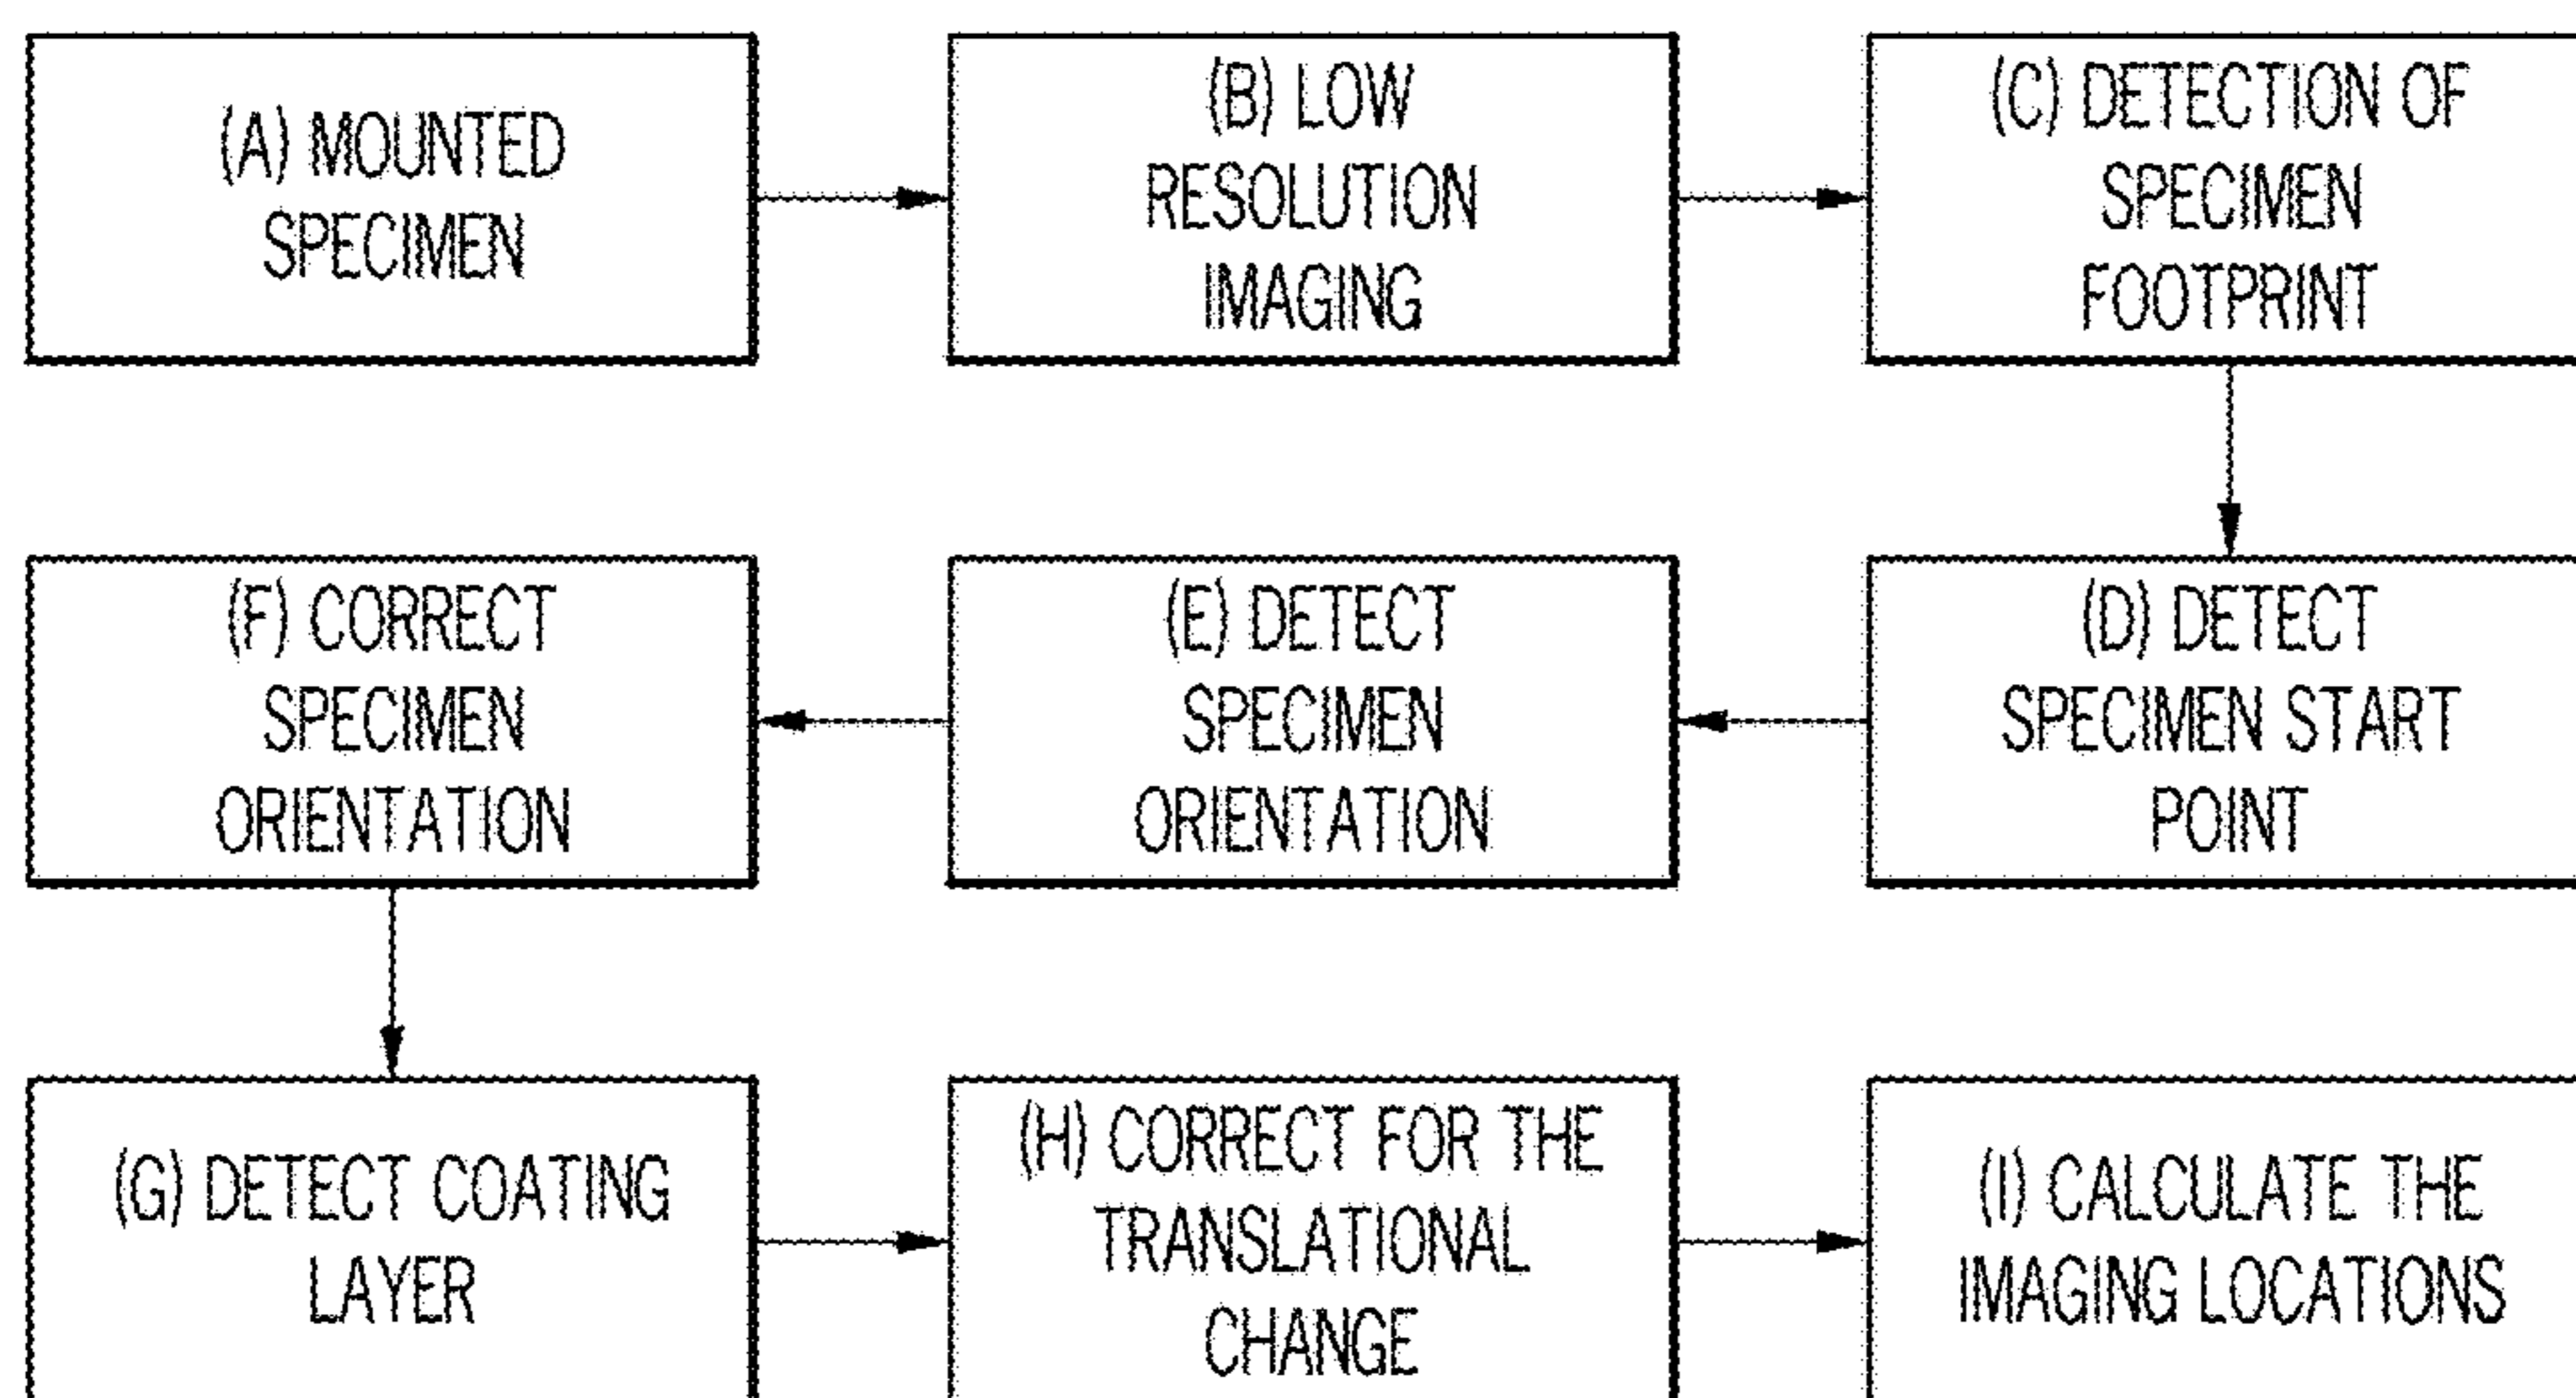 (A) MOUNTED
SPECIMEN
(B) LOW
RESOLUTION
IMAGING
(C) DETECTION OF
SPECIMEN
FOOTPRINT
(D) DETECT
SPECIMEN START
POINT
(E) DETECT
SPECIMEN
ORIENTATION
(F) CORRECT
SPECIMEN
ORIENTATION
(G) DETECT COATING
LAYER
(H) CORRECT FOR THE
TRANSLATIONAL
CHANGE
(I) CALCULATE THE
IMAGING LOCATIONS